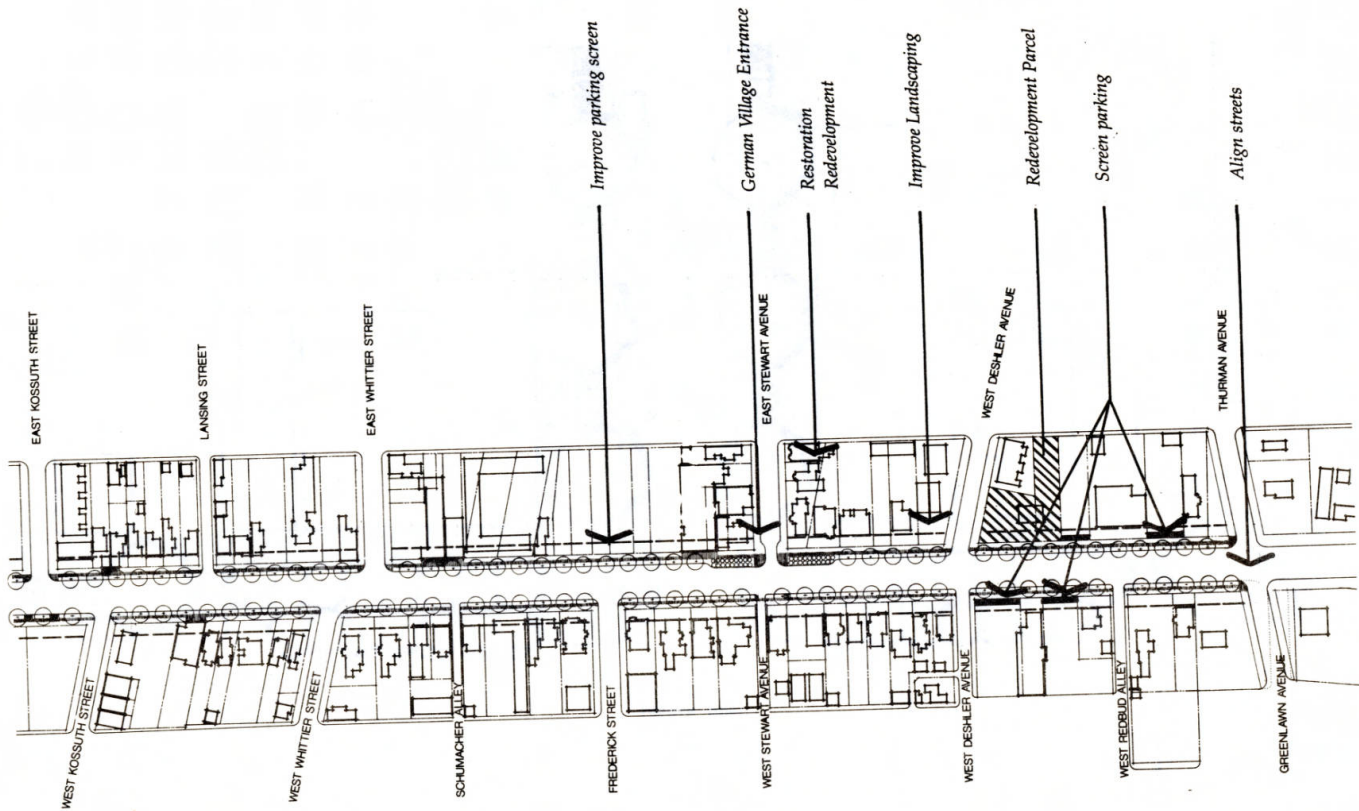 Improve parking screen
German Village Entrance
Restoration
Redevelopment
Improve Landscaping
Redevelopment Parcel
Screen parking
Align streets
EAST KOSSUTH STREET
LANSING STREET
EAST WHITTIER STREET
EAST STEWART AVENUE
WEST DESHLER AVENUE
THURMAN AVENUE
WEST KOSSUTH STREET
WEST WHITTIER STREET
SCHUMACHER ALLEY
FREDERICK STREET
WEST STEWART AVENUE
WEST DESHLER AVENUE
WEST REDBUD ALLEY
GREENLAWN AVENUE